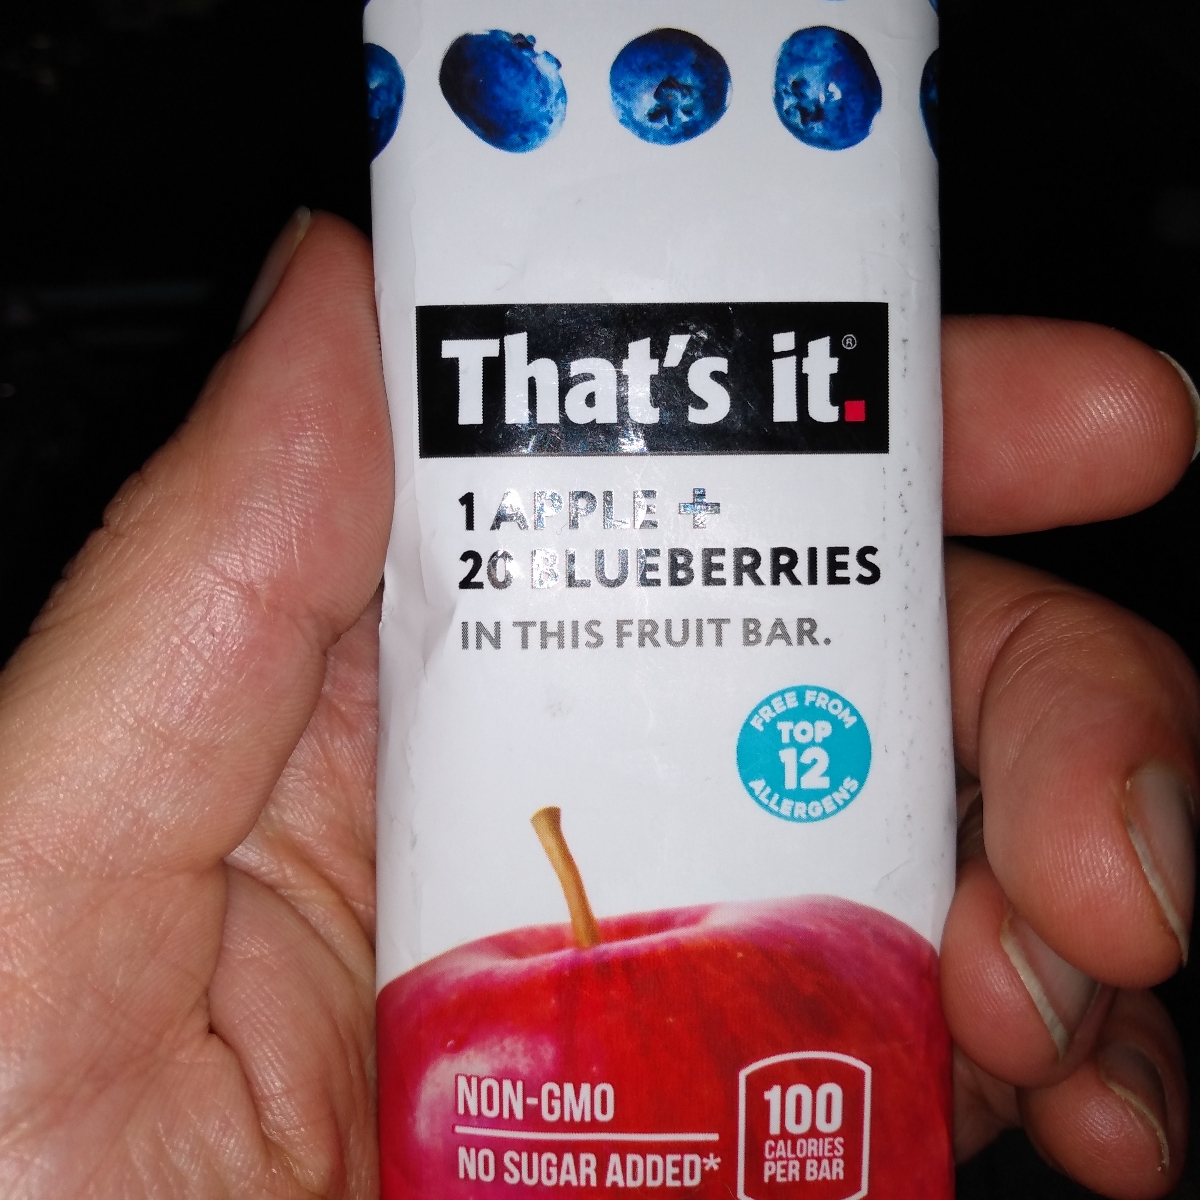 That's it.®
1 APPLE +
20 BLUEBERRIES
IN THIS FRUIT BAR.
FREE FROM
TOP
12
ALLERGENS
NON-GMO
NO SUGAR ADDED*
100
CALORIES
PER BAR